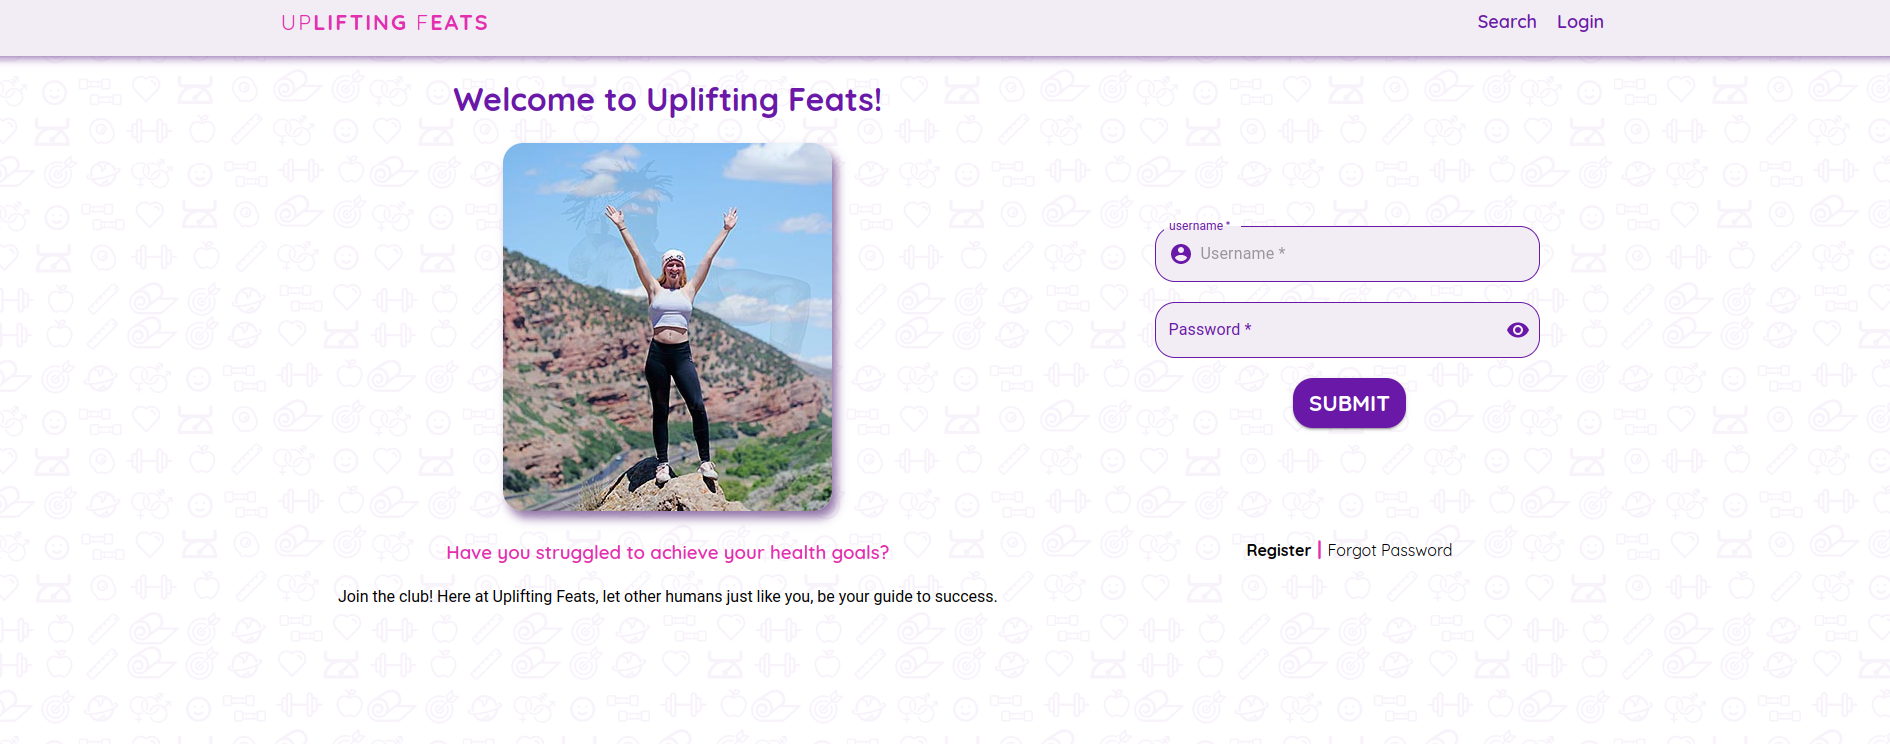 UPLIFTING FEATS
Search Login
Welcome to Uplifting Feats!
username *
Username *
Password *
SUBMIT
Have you struggled to achieve your health goals?
Register | Forgot Password
Join the club! Here at Uplifting Feats, let other humans just like you, be your guide to success.